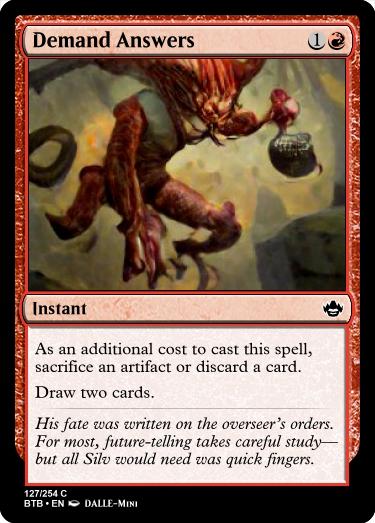 Demand Answers 1
Instant
As an additional cost to cast this spell,
sacrifice an artifact or discard a card.
Draw two cards.
His fate was written on the overseer's orders.
For most, future-telling takes careful study—
but all Silv would need was quick fingers.
127/254 C
BTB • EN DALLE-Mini